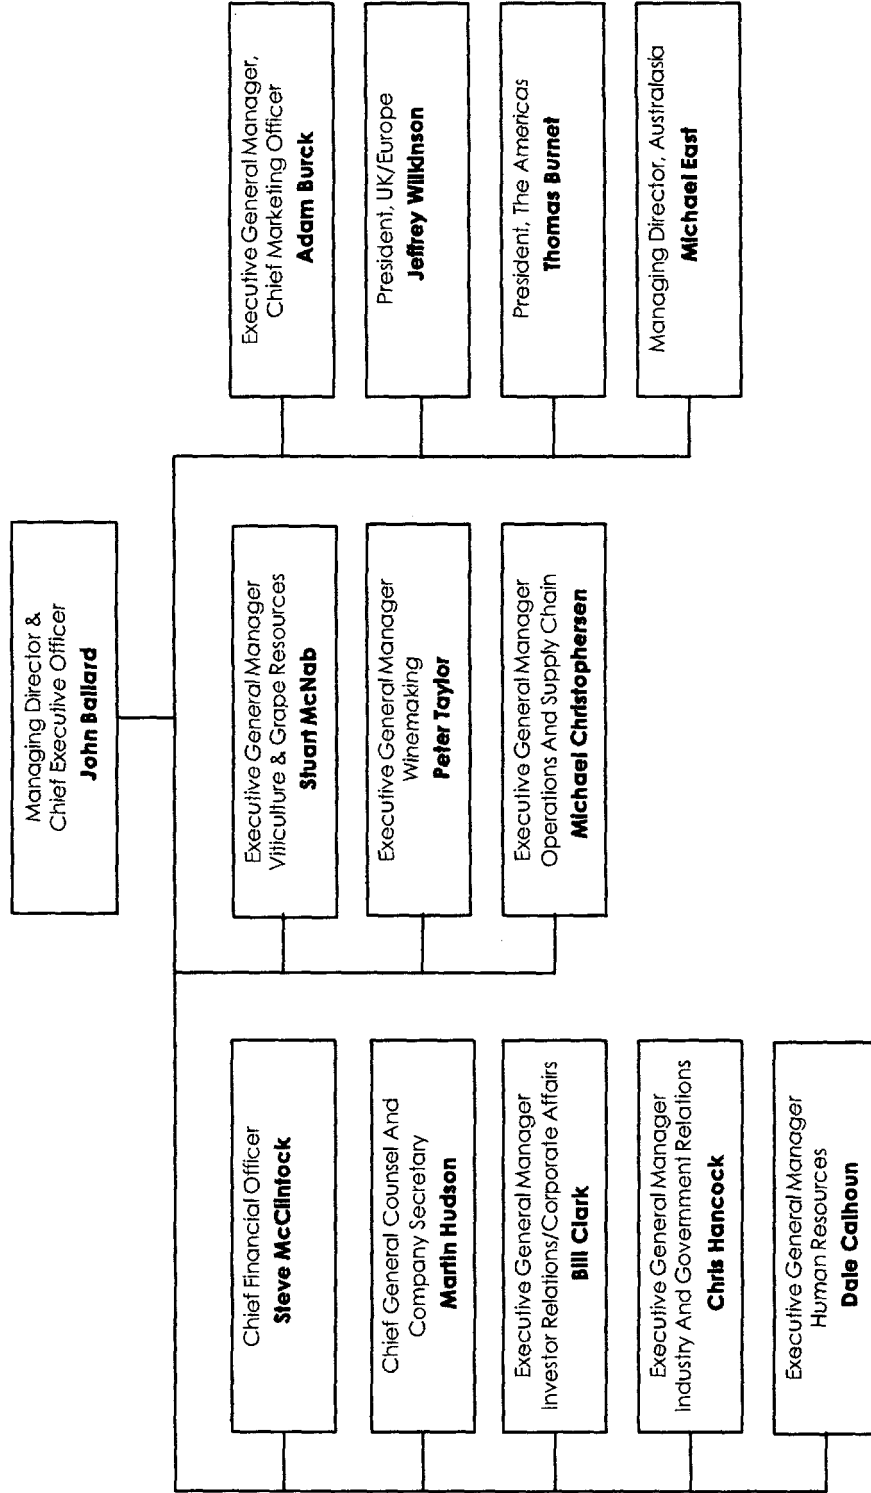 Managing Director &
Chief Executive Officer
John Ballard
Chief Financial Officer
Steve McClintock
Chief General Counsel And
Company Secretary
Martin Hudson
Executive General Manager
Investor Relations/Corporate Affairs
Bill Clark
Executive General Manager
Industry And Government Relations
Chris Hancock
Executive General Manager
Human Resources
Dale Calhoun
Executive General Manager
Viticulture & Grape Resources
Stuart McNab
Executive General Manager
Winemaking
Peter Taylor
Executive General Manager
Operations And Supply Chain
Michael Christophersen
Executive General Manager,
Chief Marketing Officer
Adam Burck
President, UK/Europe
Jeffrey Wilkinson
President, The Americas
Thomas Burnet
Managing Director, Australasia
Michael East